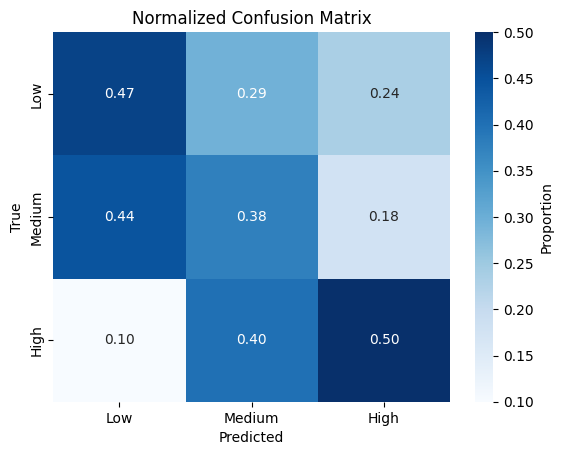 Normalized Confusion Matrix
Low
0.47
0.29
0.24
Medium
0.44
0.38
0.18
High
0.10
0.40
0.50
Low
Medium
High
Predicted
True
0.50
0.45
0.40
0.35
0.30
0.25
0.20
0.15
0.10
Proportion